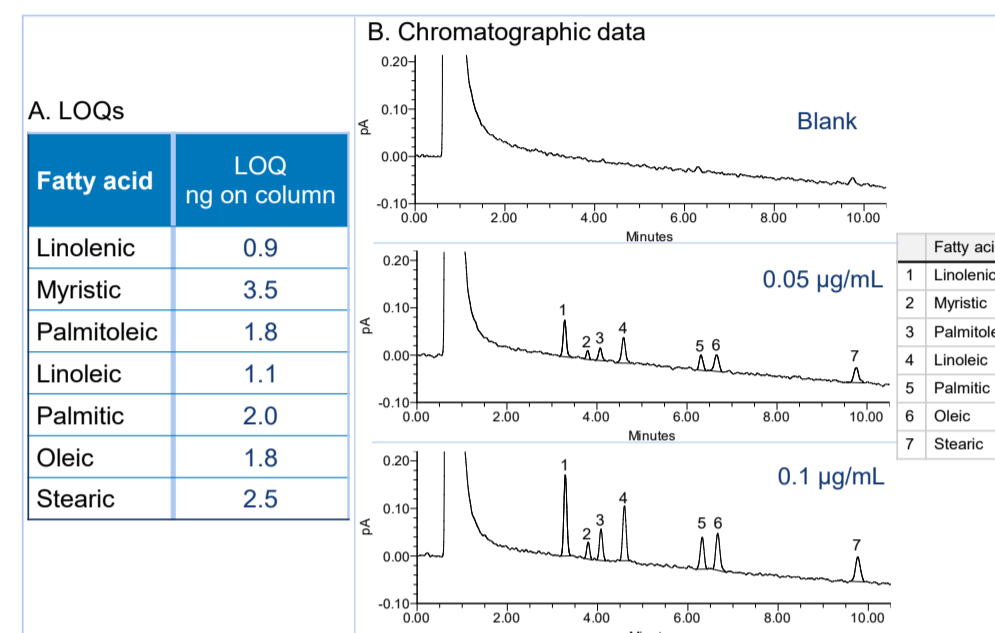 B. Chromatographic data
A. LOQs
Fatty acid
LOQ
ng on column
Linolenic 0.9
Myristic 3.5
Palmitoleic 1.8
Linoleic 1.1
Palmitic 2.0
Oleic 1.8
Stearic 2.5
0.20
0.10
0.00
-0.10
pA
Blank
0.00 2.00 4.00 6.00 8.00 10.00
Minutes
0.20
0.10
0.00
-0.10
pA
0.05 µg/mL
1 2 3 4 5 6 7
0.00 2.00 4.00 6.00 8.00 10.00
Minutes
0.20
0.10
0.00
-0.10
pA
0.1 µg/mL
1 2 3 4 5 6 7
0.00 2.00 4.00 6.00 8.00 10.00
Fatty aci
1 Linolenic
2 Myristic
3 Palmitole
4 Linoleic
5 Palmitic
6 Oleic
7 Stearic